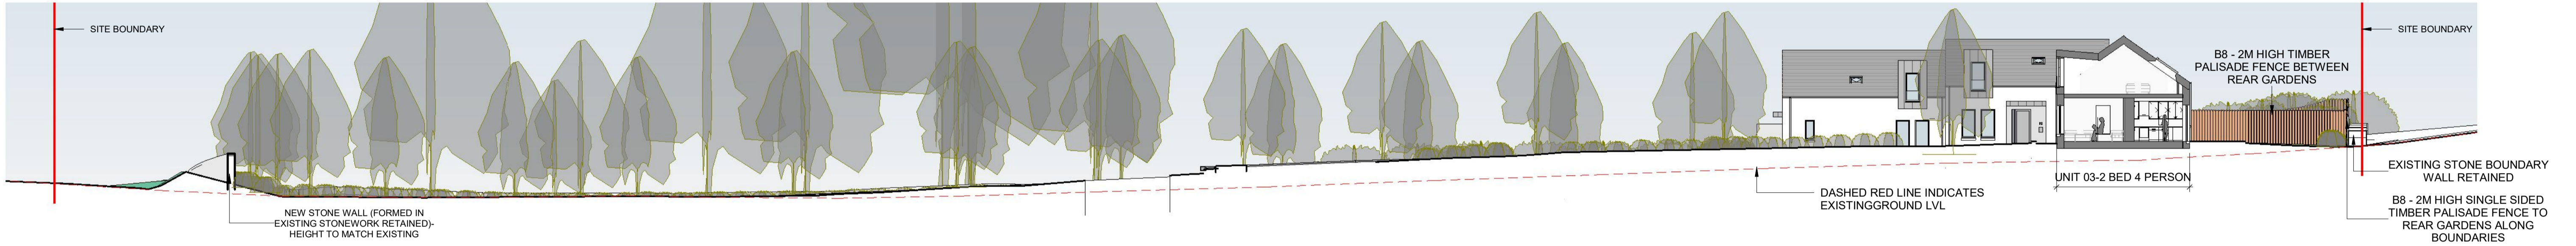 SITE BOUNDARY
NEW STONE WALL (FORMED IN
EXISTING STONEWORK RETAINED)-
HEIGHT TO MATCH EXISTING
DASHED RED LINE INDICATES
EXISTINGGROUND LVL
UNIT 03-2 BED 4 PERSON
B8 - 2M HIGH TIMBER
PALISADE FENCE BETWEEN
REAR GARDENS
SITE BOUNDARY
EXISTING STONE BOUNDARY
WALL RETAINED
B8 - 2M HIGH SINGLE SIDED
TIMBER PALISADE FENCE TO
REAR GARDENS ALONG
BOUNDARIES